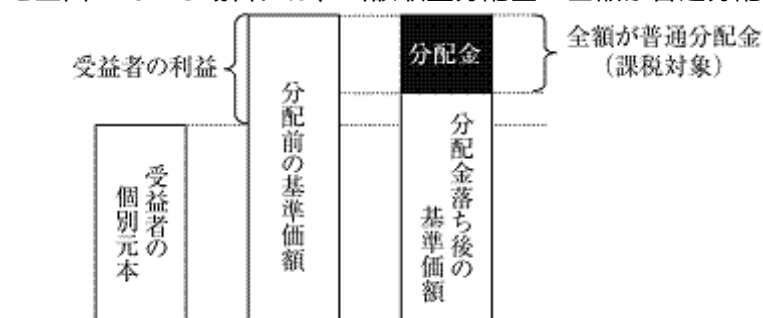 受益者の利益
分配金
全額が普通分配金
(課税対象)
受益者の
個別元本
分配前の基準価額
分配金落ち後の
基準価額